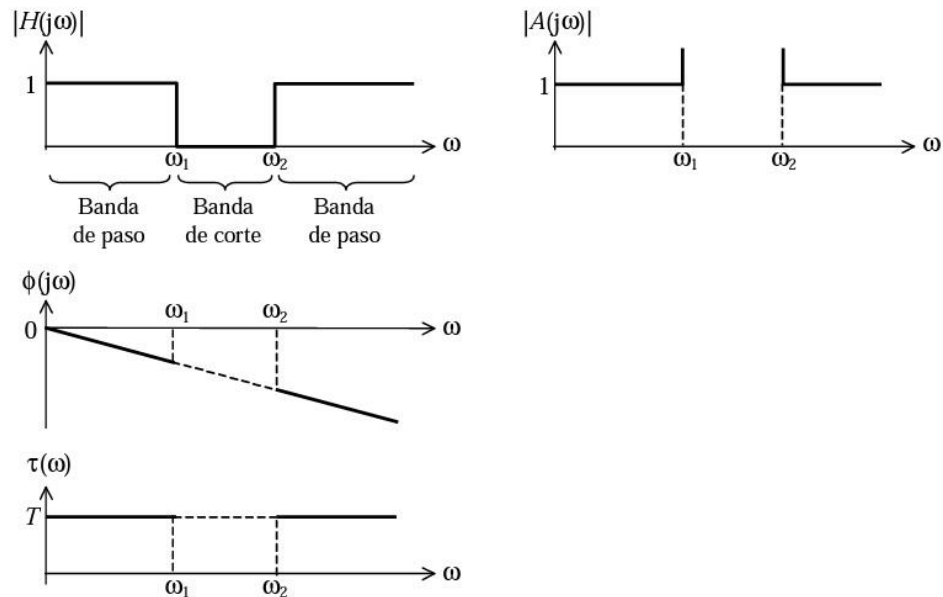 |H(jω)|
1
ω₁ ω₂ ω
Banda de paso
Banda de corte
Banda de paso
|A(jω)|
1
ω₁ ω₂ ω
ϕ(jω)
ω₁ ω₂ ω
0
τ(ω)
T
ω₁ ω₂ ω